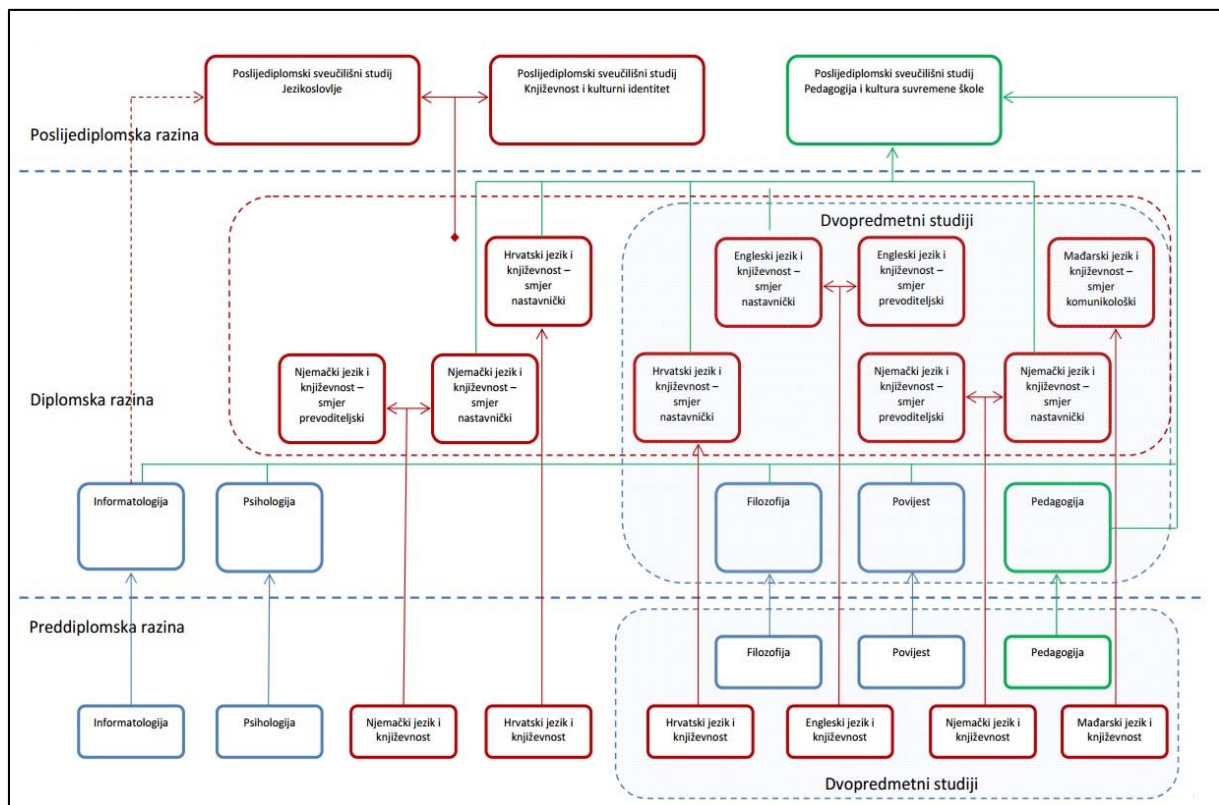 Poslijediplomski sveučilišni studij
Jezikoslovlje
Poslijediplomski sveučilišni studij
Književnost i kulturni identitet
Poslijediplomski sveučilišni studij
Pedagogija i kultura suvremene škole
Poslijediplomska razina
Dvopredmetni studiji
Hrvatski jezik i
književnost –
smjer
nastavnički
Engleski jezik i
književnost –
smjer
nastavnički
Engleski jezik i
književnost –
smjer
prevoditeljski
Mađarski jezik i
književnost –
smjer
komunikološki
Njemački jezik i
književnost –
smjer
prevoditeljski
Njemački jezik i
književnost –
smjer
nastavnički
Hrvatski jezik i
književnost –
smjer
nastavnički
Njemački jezik i
književnost –
smjer
prevoditeljski
Njemački jezik i
književnost –
smjer
nastavnički
Diplomska razina
Informatologija
Psihologija
Filozofija
Povijest
Pedagogija
Preddiplomska razina
Filozofija
Povijest
Pedagogija
Informatologija
Psihologija
Njemački jezik i
književnost
Hrvatski jezik i
književnost
Hrvatski jezik i
književnost
Engleski jezik i
književnost
Njemački jezik i
književnost
Mađarski jezik i
književnost
Dvopredmetni studiji